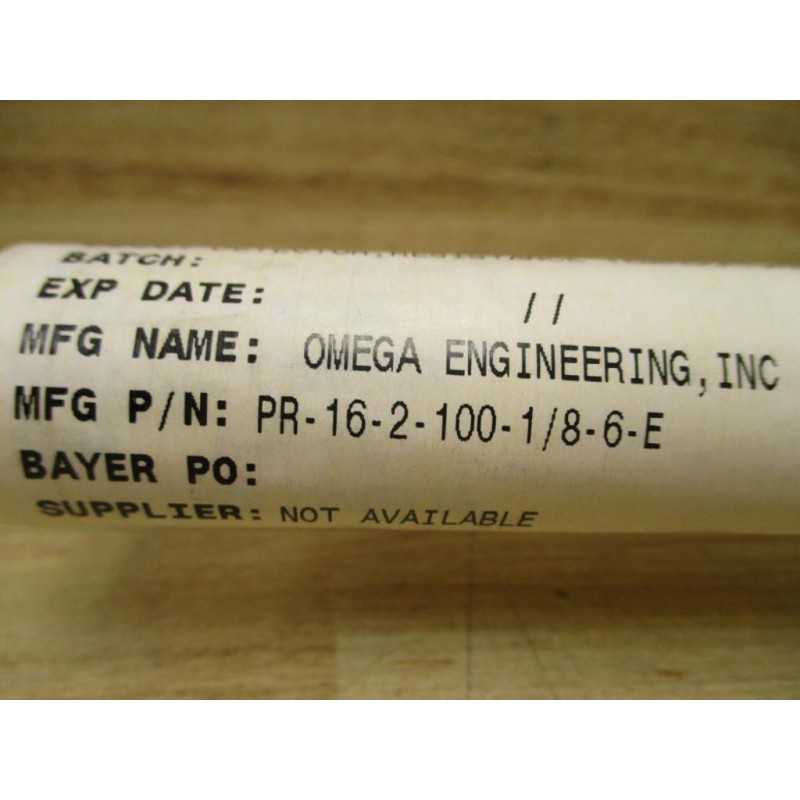 BATCH:
EXP DATE: //
MFG NAME: OMEGA ENGINEERING, INC
MFG P/N: PR-16-2-100-1/8-6-E
BAYER PO:
SUPPLIER: NOT AVAILABLE